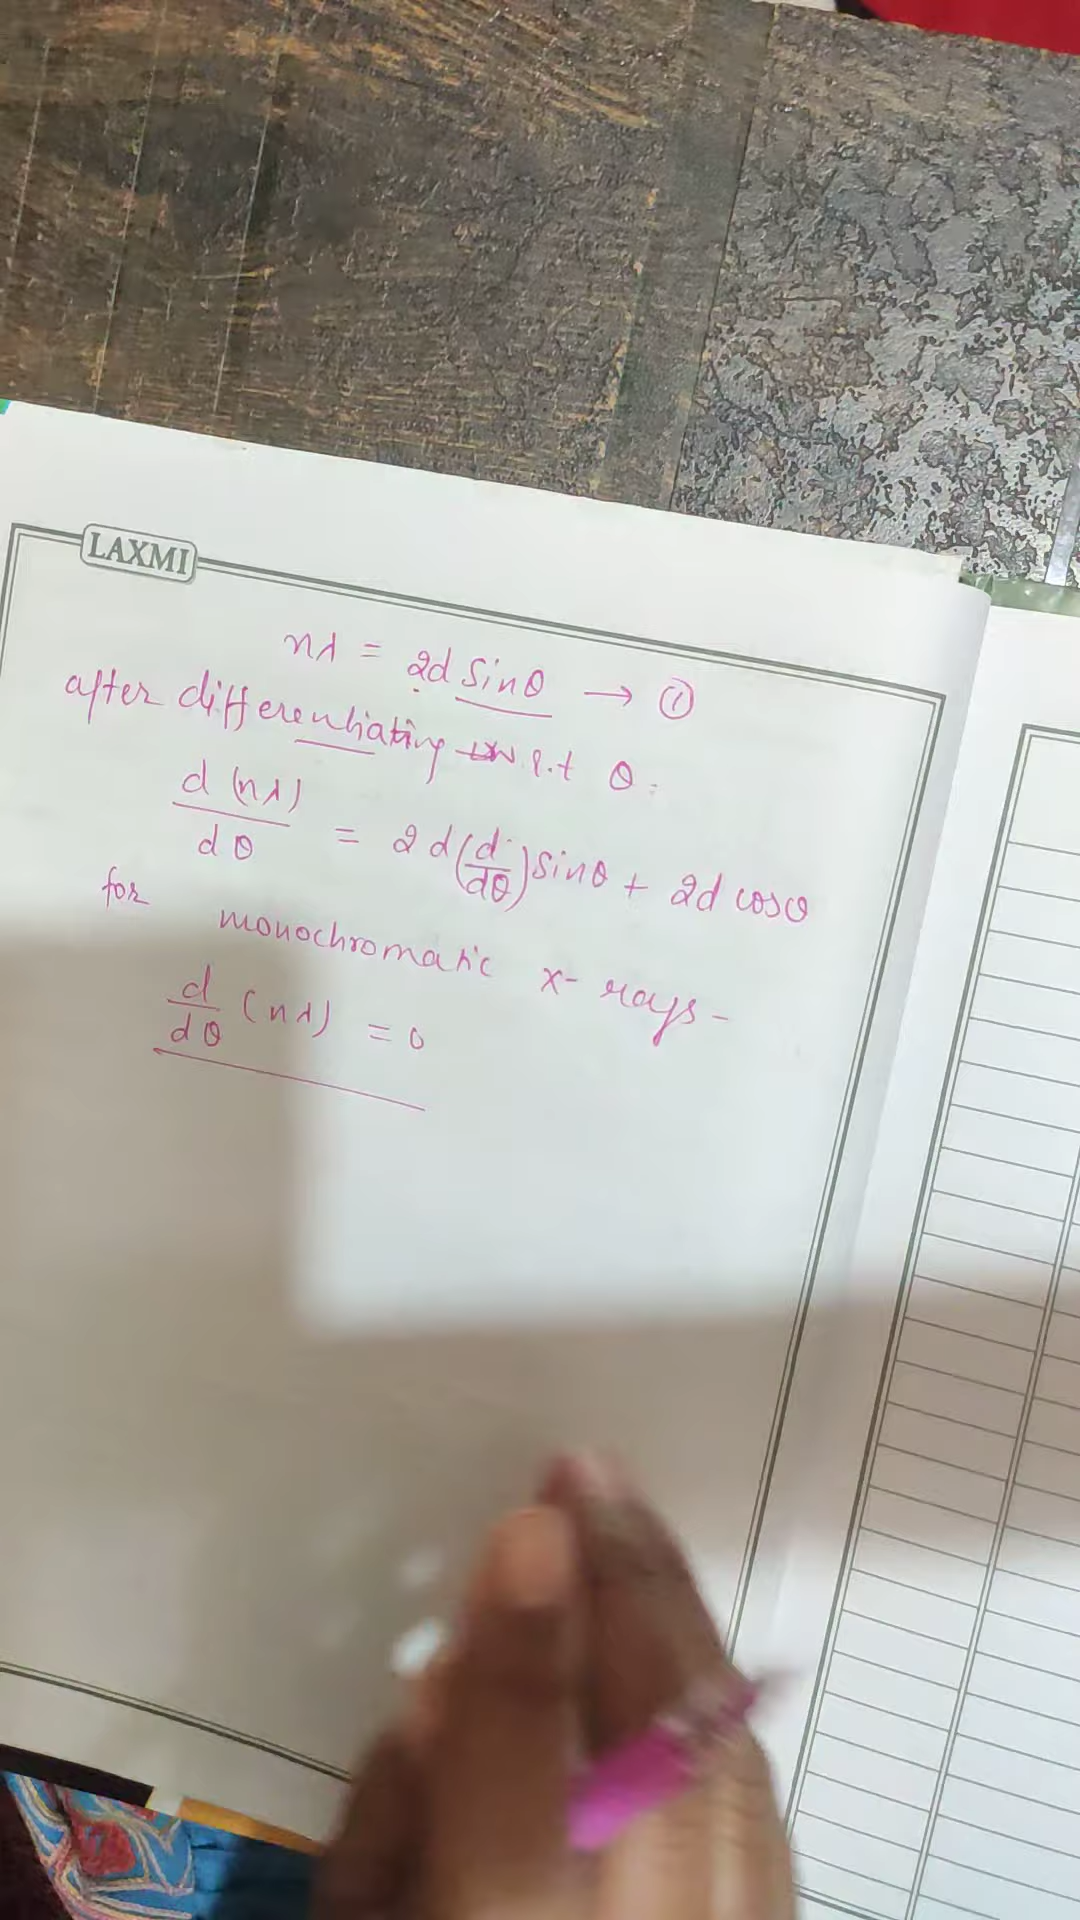 LAXMI
nλ = 2d Sinθ → ①
after differentiating w.r.t θ.
d (nλ)/dθ = 2d(d/dθ)Sinθ + 2d cosθ
for monochromatic x-rays-
d/dθ (nλ) = 0